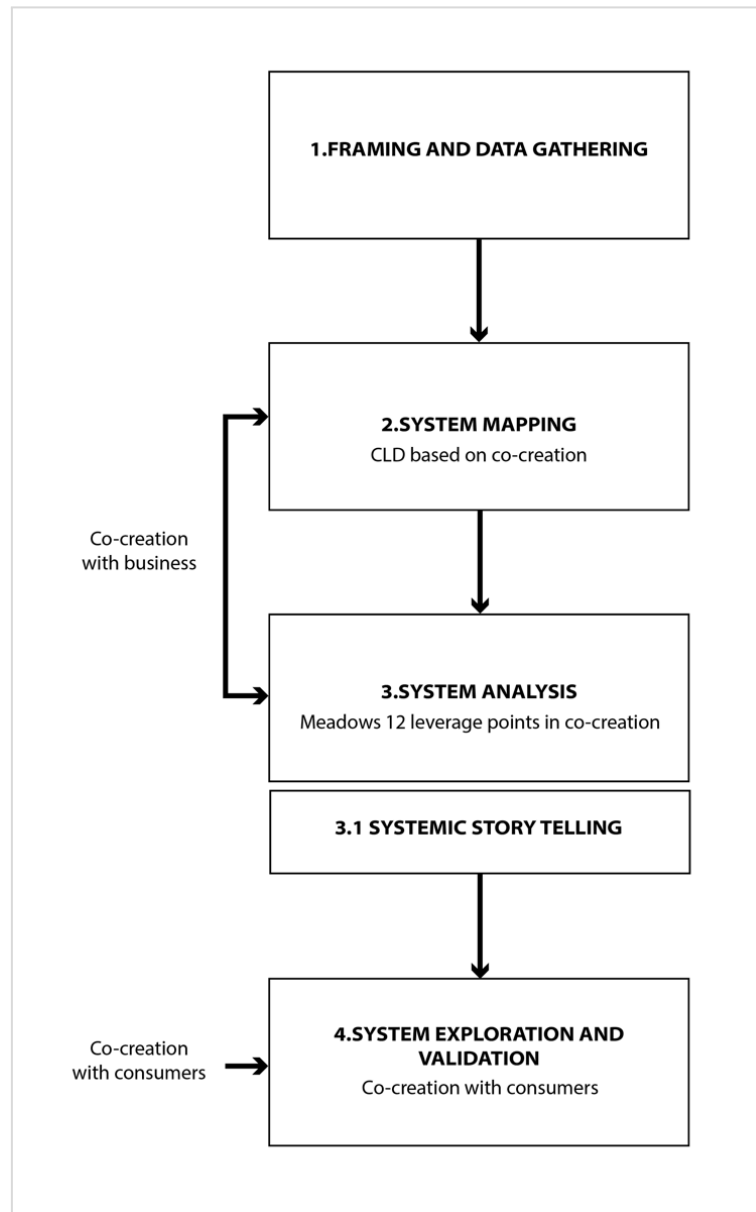 1.FRAMING AND DATA GATHERING
2.SYSTEM MAPPING
CLD based on co-creation
Co-creation
with business
3.SYSTEM ANALYSIS
Meadows 12 leverage points in co-creation
3.1 SYSTEMIC STORY TELLING
4.SYSTEM EXPLORATION AND
VALIDATION
Co-creation with consumers
Co-creation
with consumers